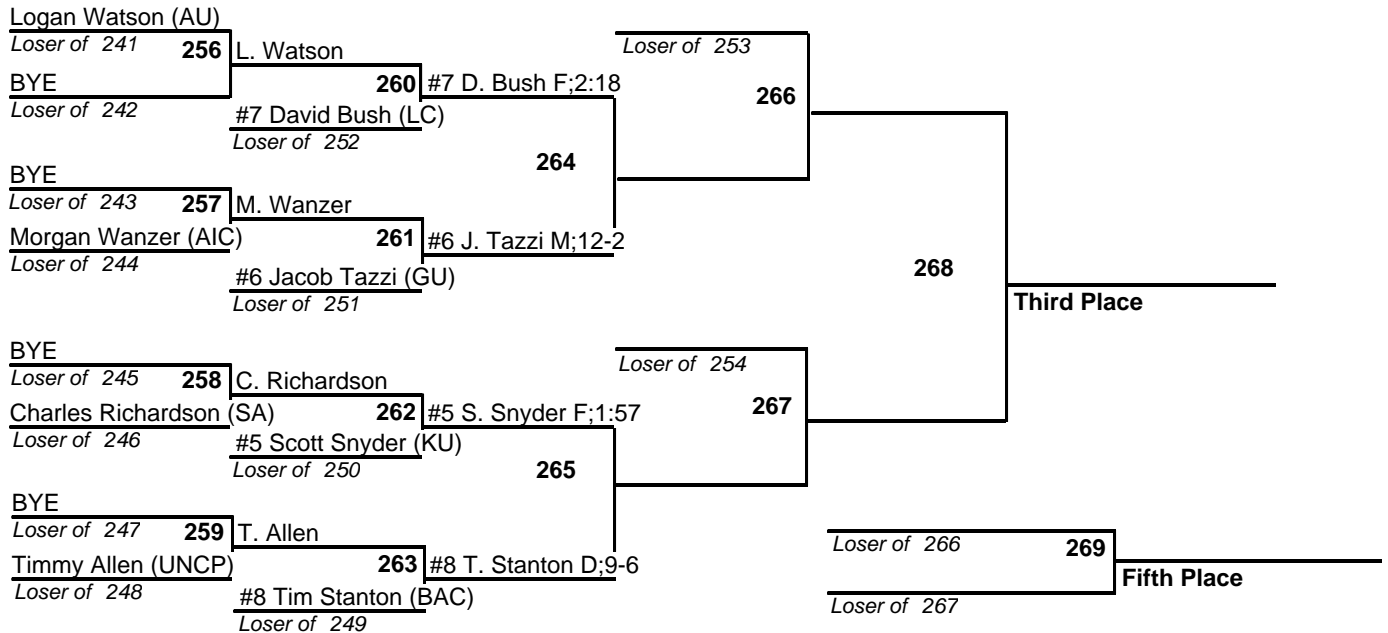 Logan Watson (AU)
Loser of 241
256
L. Watson
BYE
Loser of 242
260
#7 D. Bush F;2:18
#7 David Bush (LC)
Loser of 252
Loser of 253
266
264
BYE
Loser of 243
257
M. Wanzer
Morgan Wanzer (AIC)
Loser of 244
261
#6 J. Tazzi M;12-2
#6 Jacob Tazzi (GU)
Loser of 251
268
Third Place
BYE
Loser of 245
258
C. Richardson
Charles Richardson (SA)
Loser of 246
262
#5 S. Snyder F;1:57
#5 Scott Snyder (KU)
Loser of 250
Loser of 254
267
265
BYE
Loser of 247
259
T. Allen
Timmy Allen (UNCP)
Loser of 248
263
#8 T. Stanton D;9-6
#8 Tim Stanton (BAC)
Loser of 249
Loser of 266
269
Fifth Place
Loser of 267